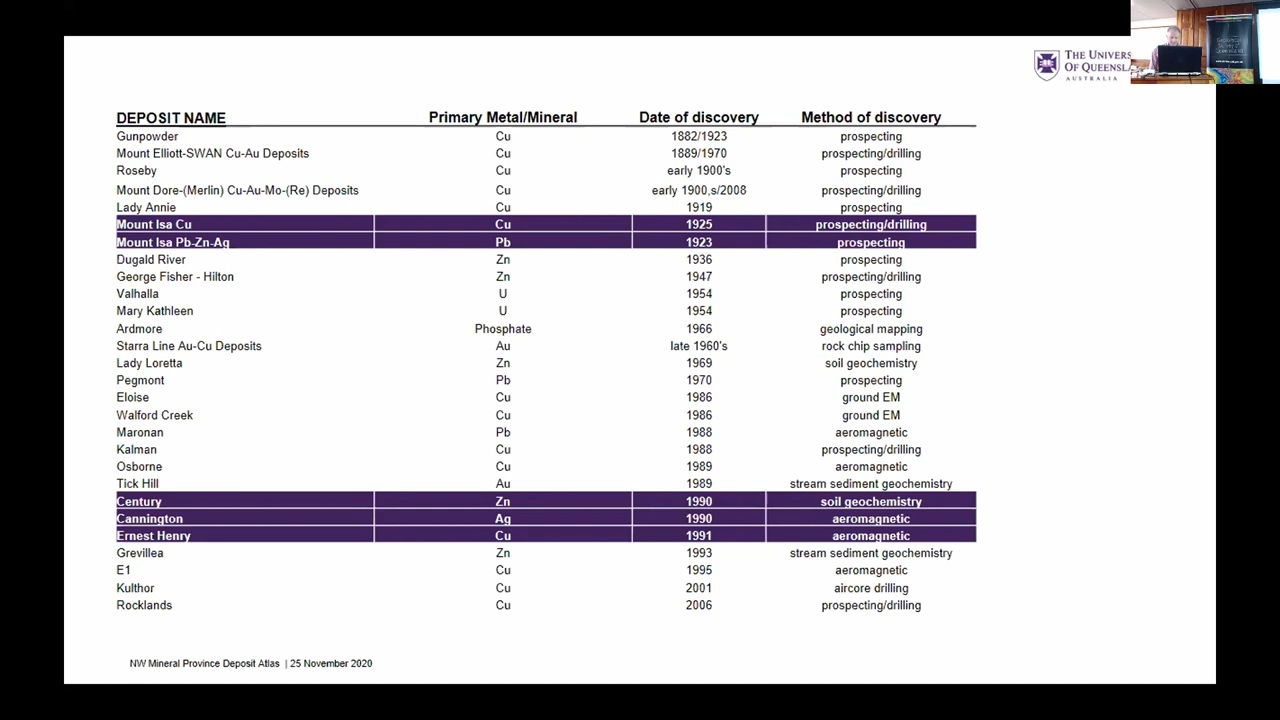 THE UNIVERS
OF QUEENSLA
AUSTRALIA
DEPOSIT NAME Primary Metal/Mineral Date of discovery Method of discovery
Gunpowder Cu 1882/1923 prospecting
Mount Elliott-SWAN Cu-Au Deposits Cu 1889/1970 prospecting/drilling
Roseby Cu early 1900's prospecting
Mount Dore-(Merlin) Cu-Au-Mo-(Re) Deposits Cu early 1900,s/2008 prospecting/drilling
Lady Annie Cu 1919 prospecting
Mount Isa Cu Cu 1925 prospecting/drilling
Mount Isa Pb-Zn-Ag Pb 1923 prospecting
Dugald River Zn 1936 prospecting
George Fisher - Hilton Zn 1947 prospecting/drilling
Valhalla U 1954 prospecting
Mary Kathleen U 1954 prospecting
Ardmore Phosphate 1966 geological mapping
Starra Line Au-Cu Deposits Au late 1960's rock chip sampling
Lady Loretta Zn 1969 soil geochemistry
Pegmont Pb 1970 prospecting
Eloise Cu 1986 ground EM
Walford Creek Cu 1986 ground EM
Maronan Pb 1988 aeromagnetic
Kalman Cu 1988 prospecting/drilling
Osborne Cu 1989 aeromagnetic
Tick Hill Au 1989 stream sediment geochemistry
Century Zn 1990 soil geochemistry
Cannington Ag 1990 aeromagnetic
Ernest Henry Cu 1991 aeromagnetic
Grevillea Zn 1993 stream sediment geochemistry
E1 Cu 1995 aeromagnetic
Kulthor Cu 2001 aircore drilling
Rocklands Cu 2006 prospecting/drilling
NW Mineral Province Deposit Atlas | 25 November 2020